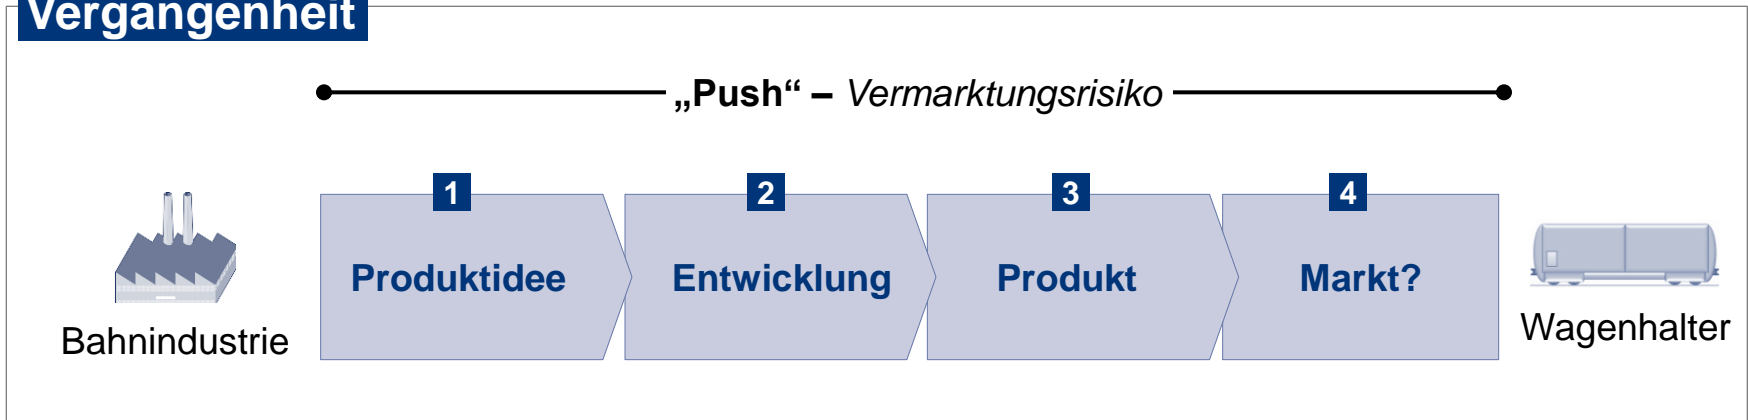 Vergangenheit
„Push“ – Vermarktungsrisiko
1
2
3
4
Produktidee
Entwicklung
Produkt
Markt?
Bahnindustrie
Wagenhalter